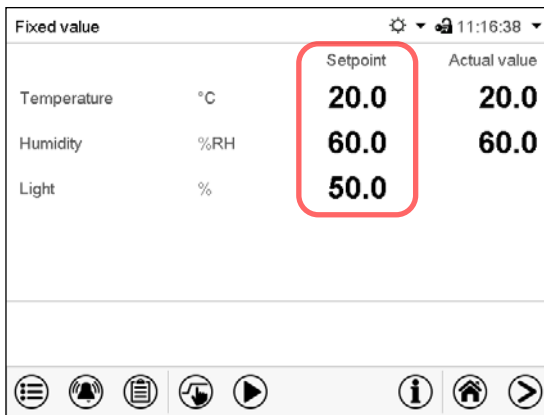 Fixed value 11:16:38
Setpoint Actual value
Temperature °C 20.0 20.0
Humidity %RH 60.0 60.0
Light % 50.0